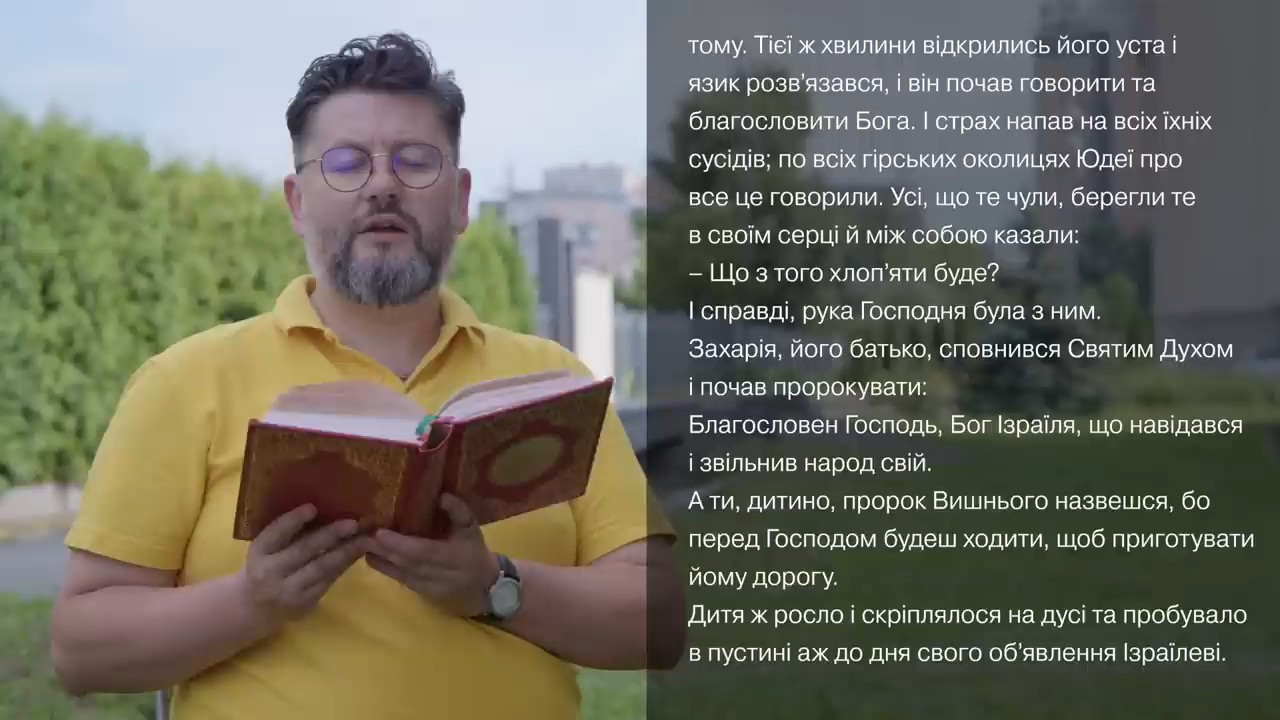 тому. Тієї ж хвилини відкрились його уста і
язик розв’язався, і він почав говорити та
благословити Бога. І страх напав на всіх їхніх
сусідів; по всіх гірських околицях Юдеї про
все це говорили. Усі, що те чули, берегли те
в своїм серці й між собою казали:
– Що з того хлоп’яти буде?
І справді, рука Господня була з ним.
Захарія, його батько, сповнився Святим Духом
і почав пророкувати:
Благословен Господь, Бог Ізраїля, що навідався
і звільнив народ свій.
А ти, дитино, пророк Вишнього назвешся, бо
перед Господом будеш ходити, щоб приготувати
йому дорогу.
Дитя ж росло і скріплялося на дусі та пробувало
в пустині аж до дня свого об’явлення Ізраїлеві.